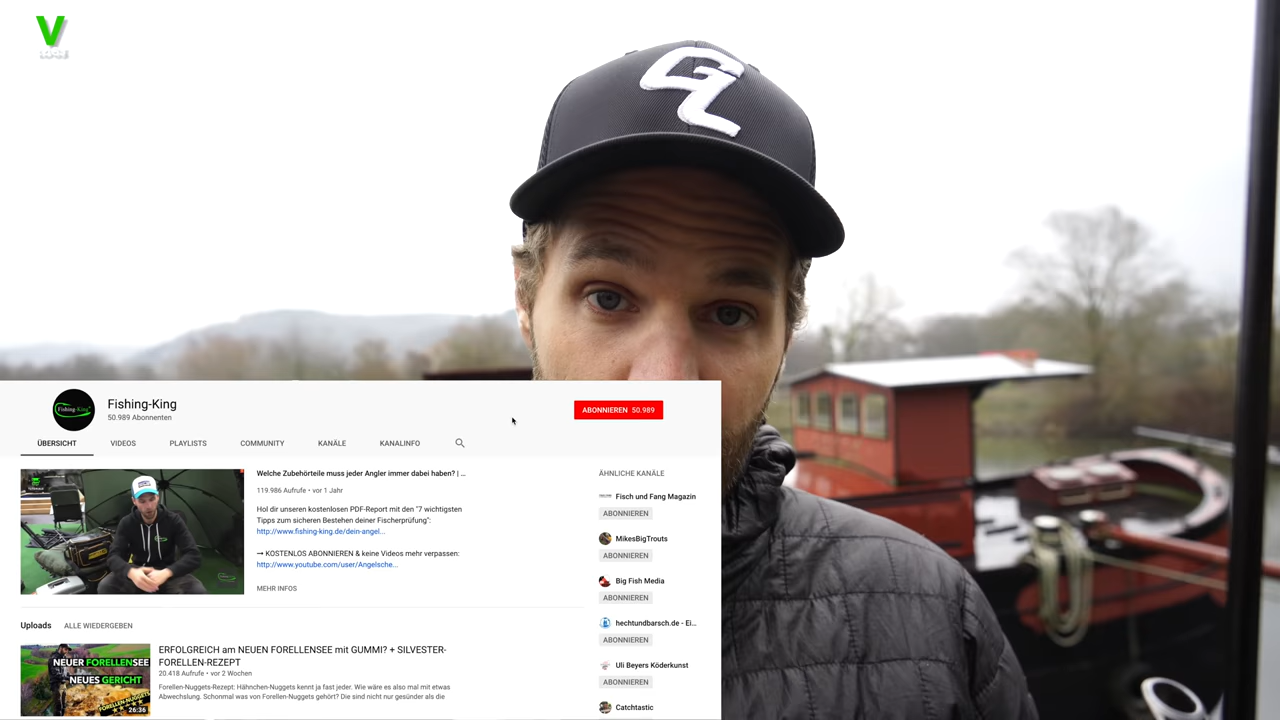 V
Fishing-King
Fishing-King
50.989 Abonnenten
ABONNIEREN 50.989
ÜBERSICHT VIDEOS PLAYLISTS COMMUNITY KANÄLE KANALINFO
Welche Zubehörteile muss jeder Angler immer dabei haben? | ...
119.986 Aufrufe • vor 1 Jahr
Hol dir unseren kostenlosen PDF-Report mit den "7 wichtigsten
Tipps zum sicheren Bestehen deiner Fischerprüfung":
http://www.fishing-king.de/dein-angel...
→ KOSTENLOS ABONNIEREN & keine Videos mehr verpassen:
http://www.youtube.com/user/Angelsche...
MEHR INFOS
ÄHNLICHE KANÄLE
Fisch und Fang Magazin
ABONNIEREN
MikesBigTrouts
ABONNIEREN
Big Fish Media
ABONNIEREN
hechtundbarsch.de - Ei...
ABONNIEREN
Uli Beyers Köderkunst
ABONNIEREN
Catchtastic
Uploads ALLE WIEDERGEBEN
NEUER FORELLENSEE
NEUES GERICHT
FORELLEN-NUGGETS
26:36
ERFOLGREICH am NEUEN FORELLENSEE mit GUMMI? + SILVESTER-
FORELLEN-REZEPT
20.418 Aufrufe • vor 2 Wochen
Forellen-Nuggets-Rezept: Hähnchen-Nuggets kennt ja fast jeder. Wie wäre es also mal mit etwas
Abwechslung. Schonmal was von Forellen-Nuggets gehört? Die sind nicht nur gesünder als die